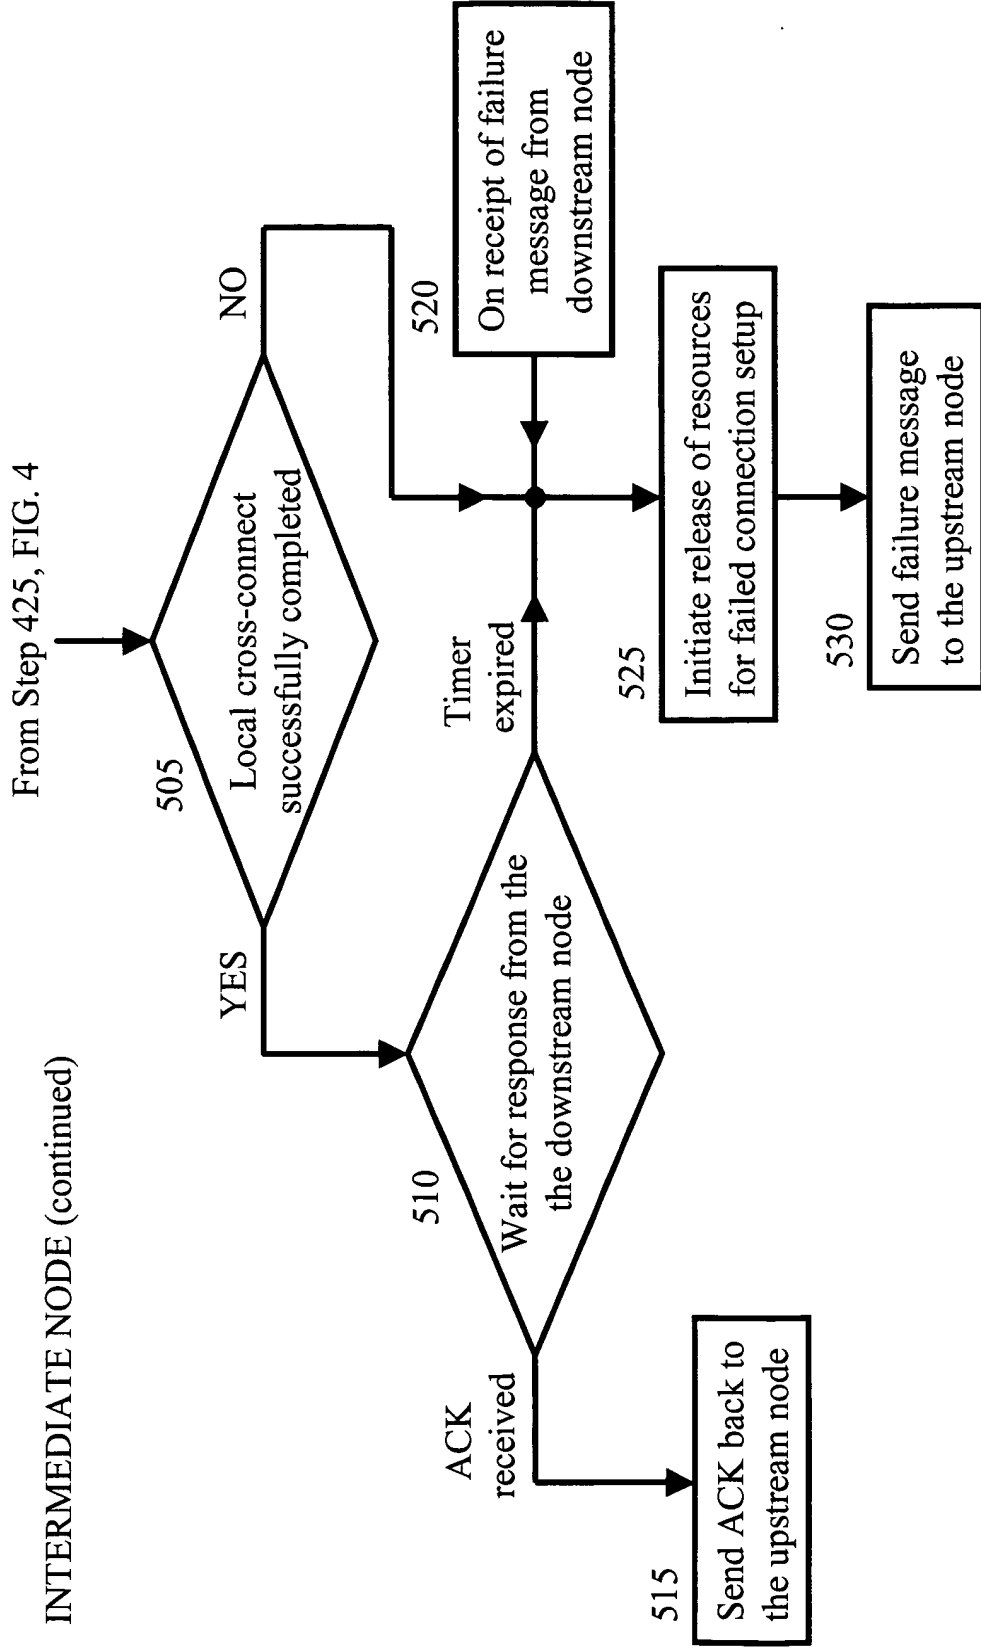 INTERMEDIATE NODE (continued)
From Step 425, FIG. 4
505
Local cross-connect
successfully completed
YES
NO
510
Wait for response from the
the downstream node
ACK
received
Timer
expired
520
On receipt of failure
message from
downstream node
515
Send ACK back to
the upstream node
525
Initiate release of resources
for failed connection setup
530
Send failure message
to the upstream node